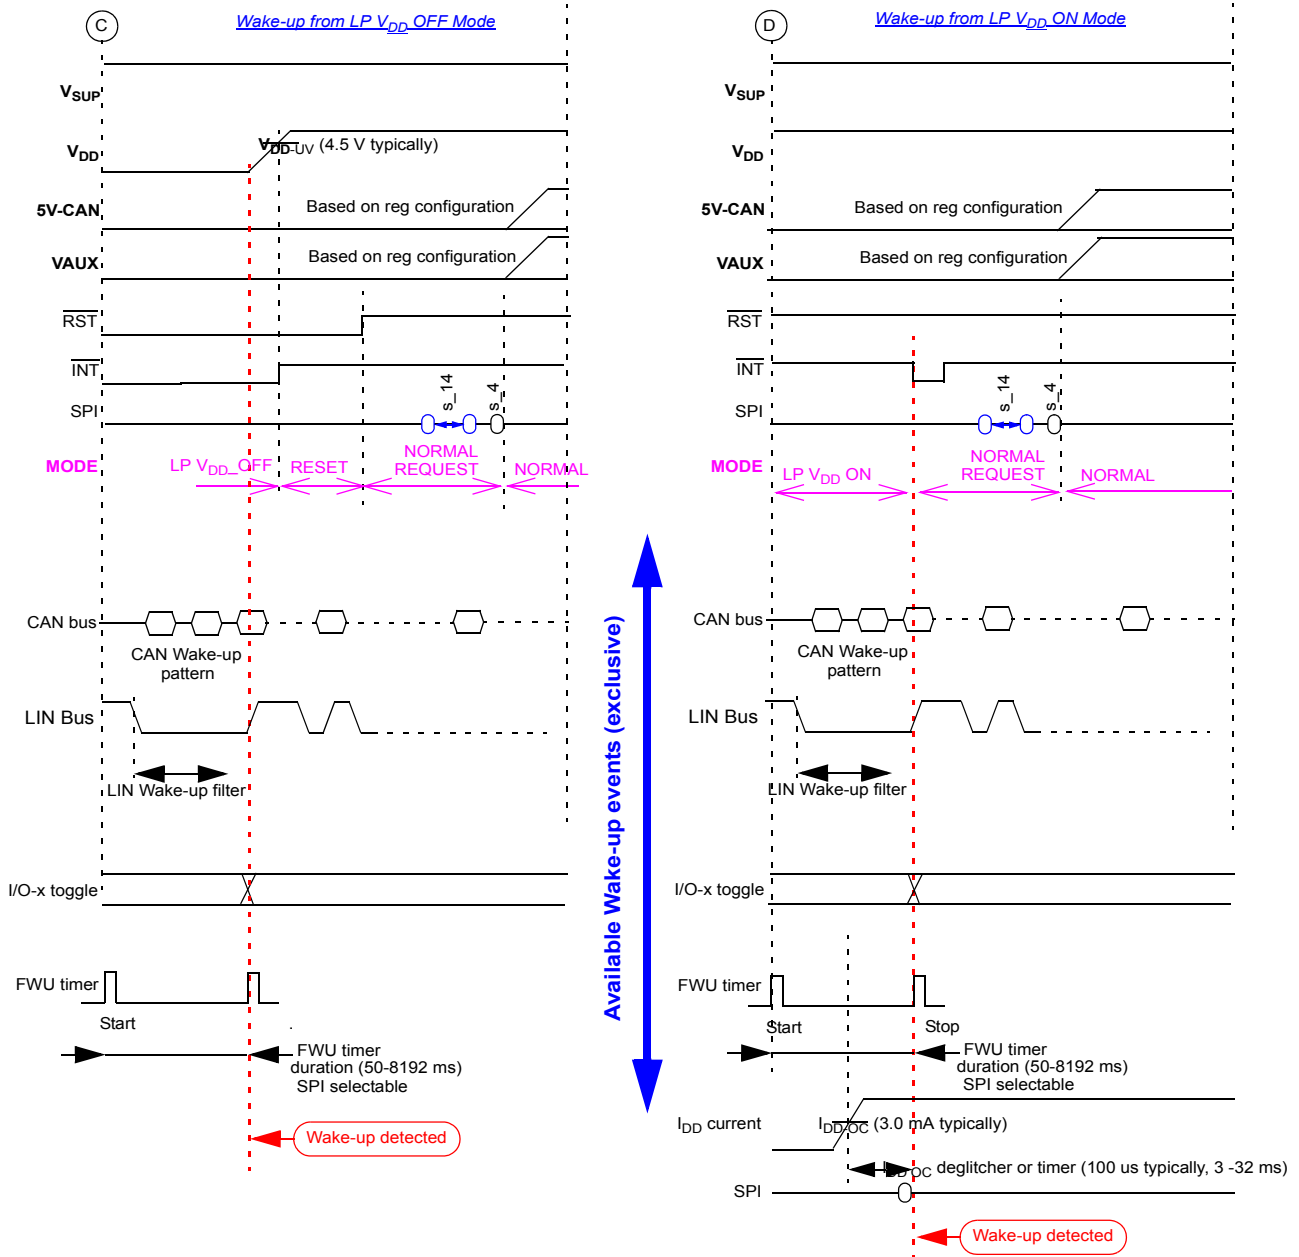 C
Wake-up from LP VDD OFF Mode
VSUP
VDD
VDD-UV (4.5 V typically)
5V-CAN
Based on reg configuration
VAUX
Based on reg configuration
RST
INT
SPI
s_14
s_4
MODE
LP VDD_OFF
RESET
NORMAL
REQUEST
NORMAL
CAN bus
CAN Wake-up
pattern
LIN Bus
LIN Wake-up filter
I/O-x toggle
FWU timer
Start
FWU timer
duration (50-8192 ms)
SPI selectable
Wake-up detected
Available Wake-up events (exclusive)
D
Wake-up from LP VDD ON Mode
VSUP
VDD
5V-CAN
Based on reg configuration
VAUX
Based on reg configuration
RST
INT
SPI
s_14
s_4
MODE
LP VDD ON
NORMAL
REQUEST
NORMAL
CAN bus
CAN Wake-up
pattern
LIN Bus
LIN Wake-up filter
I/O-x toggle
FWU timer
Start
Stop
FWU timer
duration (50-8192 ms)
SPI selectable
IDD current
IDD-OC (3.0 mA typically)
IDD-OC deglitcher or timer (100 us typically, 3 -32 ms)
SPI
Wake-up detected